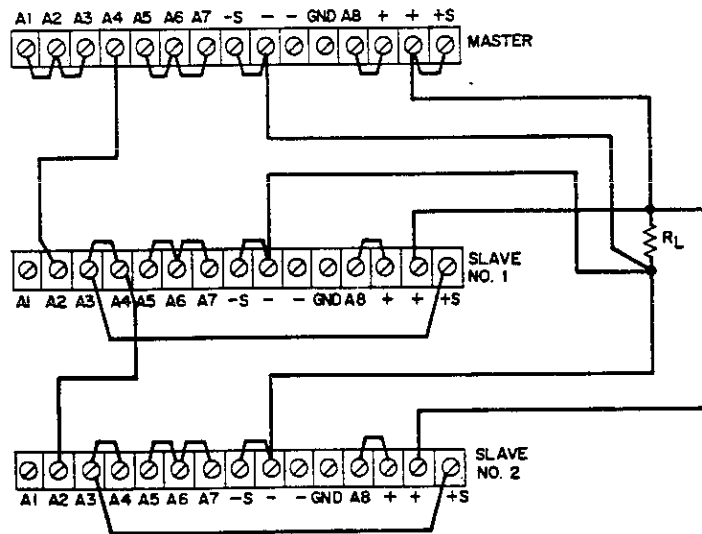 A1 A2 A3 A4 A5 A6 A7 -S - - GND A8 + + +S
MASTER
SLAVE
NO. 1
A1 A2 A3 A4 A5 A6 A7 -S - - GND A8 + + +S
RL
SLAVE
NO. 2
A1 A2 A3 A4 A5 A6 A7 -S - - GND A8 + + +S